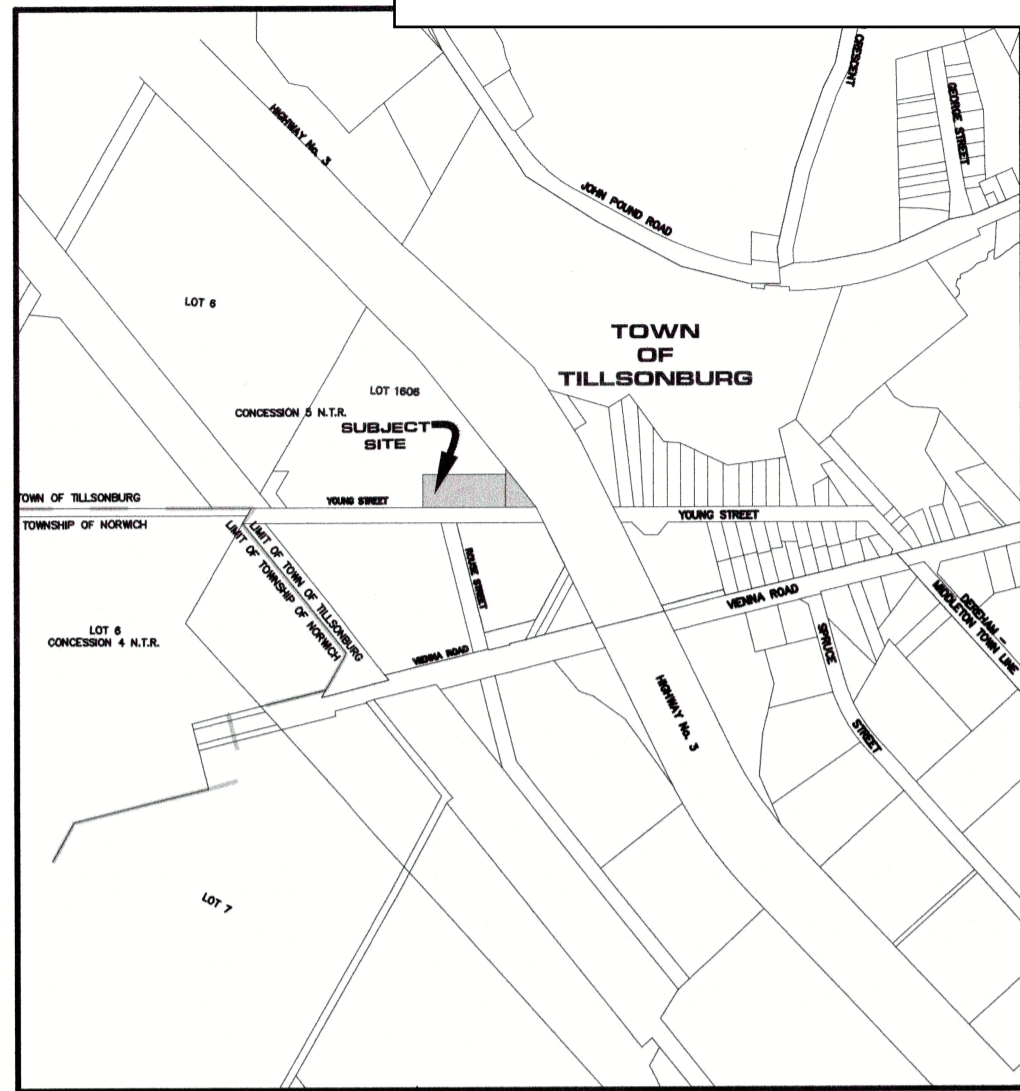 CRESCENT
GEORGE STREET
HIGHWAY No. 3
JOHN POUND ROAD
LOT 6
TOWN
OF
TILLSONBURG
LOT 1606
CONCESSION 5 N.T.R.
SUBJECT
SITE
TOWN OF TILLSONBURG
YOUNG STREET
YOUNG STREET
TOWNSHIP OF NORWICH
LIMIT OF TOWN OF TILLSONBURG
LIMIT OF TOWNSHIP OF NORWICH
ROUSE STREET
VIENNA ROAD
DEREHAM -
MIDDLETON TOWN LINE
LOT 6
CONCESSION 4 N.T.R.
VIENNA ROAD
SPRUCE
STREET
HIGHWAY No. 3
LOT 7